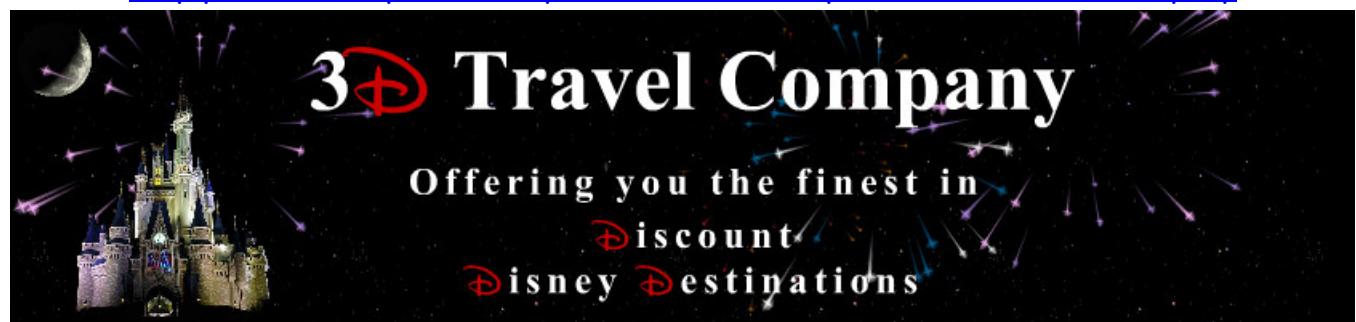 3D Travel Company
Offering you the finest in
Discount
Disney Destinations